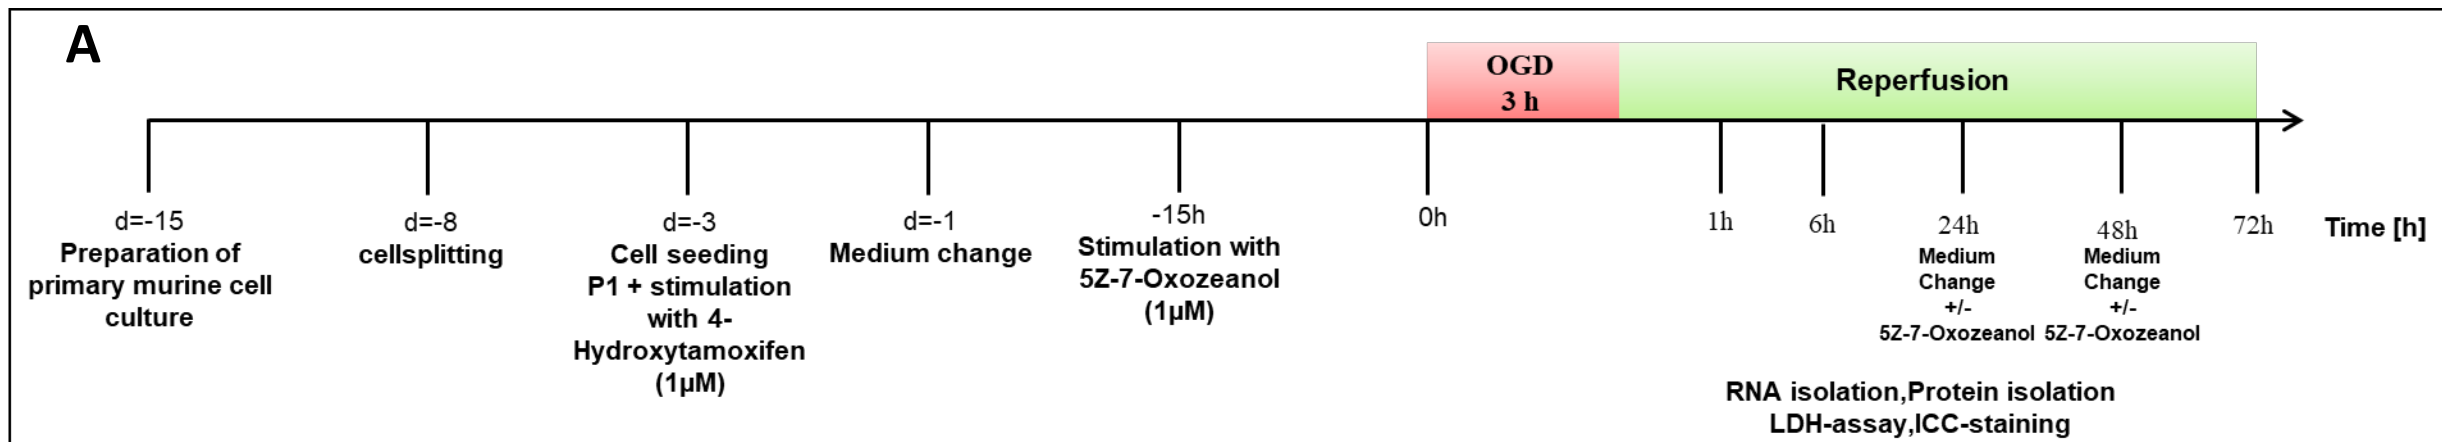 A
OGD
3 h
Reperfusion
d=-15
Preparation of
primary murine cell
culture
d=-8
cellsplitting
d=-3
Cell seeding
P1 + stimulation
with 4-
Hydroxytamoxifen
(1µM)
d=-1
Medium change
-15h
Stimulation with
5Z-7-Oxozeanol
(1µM)
0h
1h
6h
24h
Medium
Change
+/-
5Z-7-Oxozeanol
48h
Medium
Change
+/-
5Z-7-Oxozeanol
72h
Time [h]
RNA isolation,Protein isolation
LDH-assay,ICC-staining